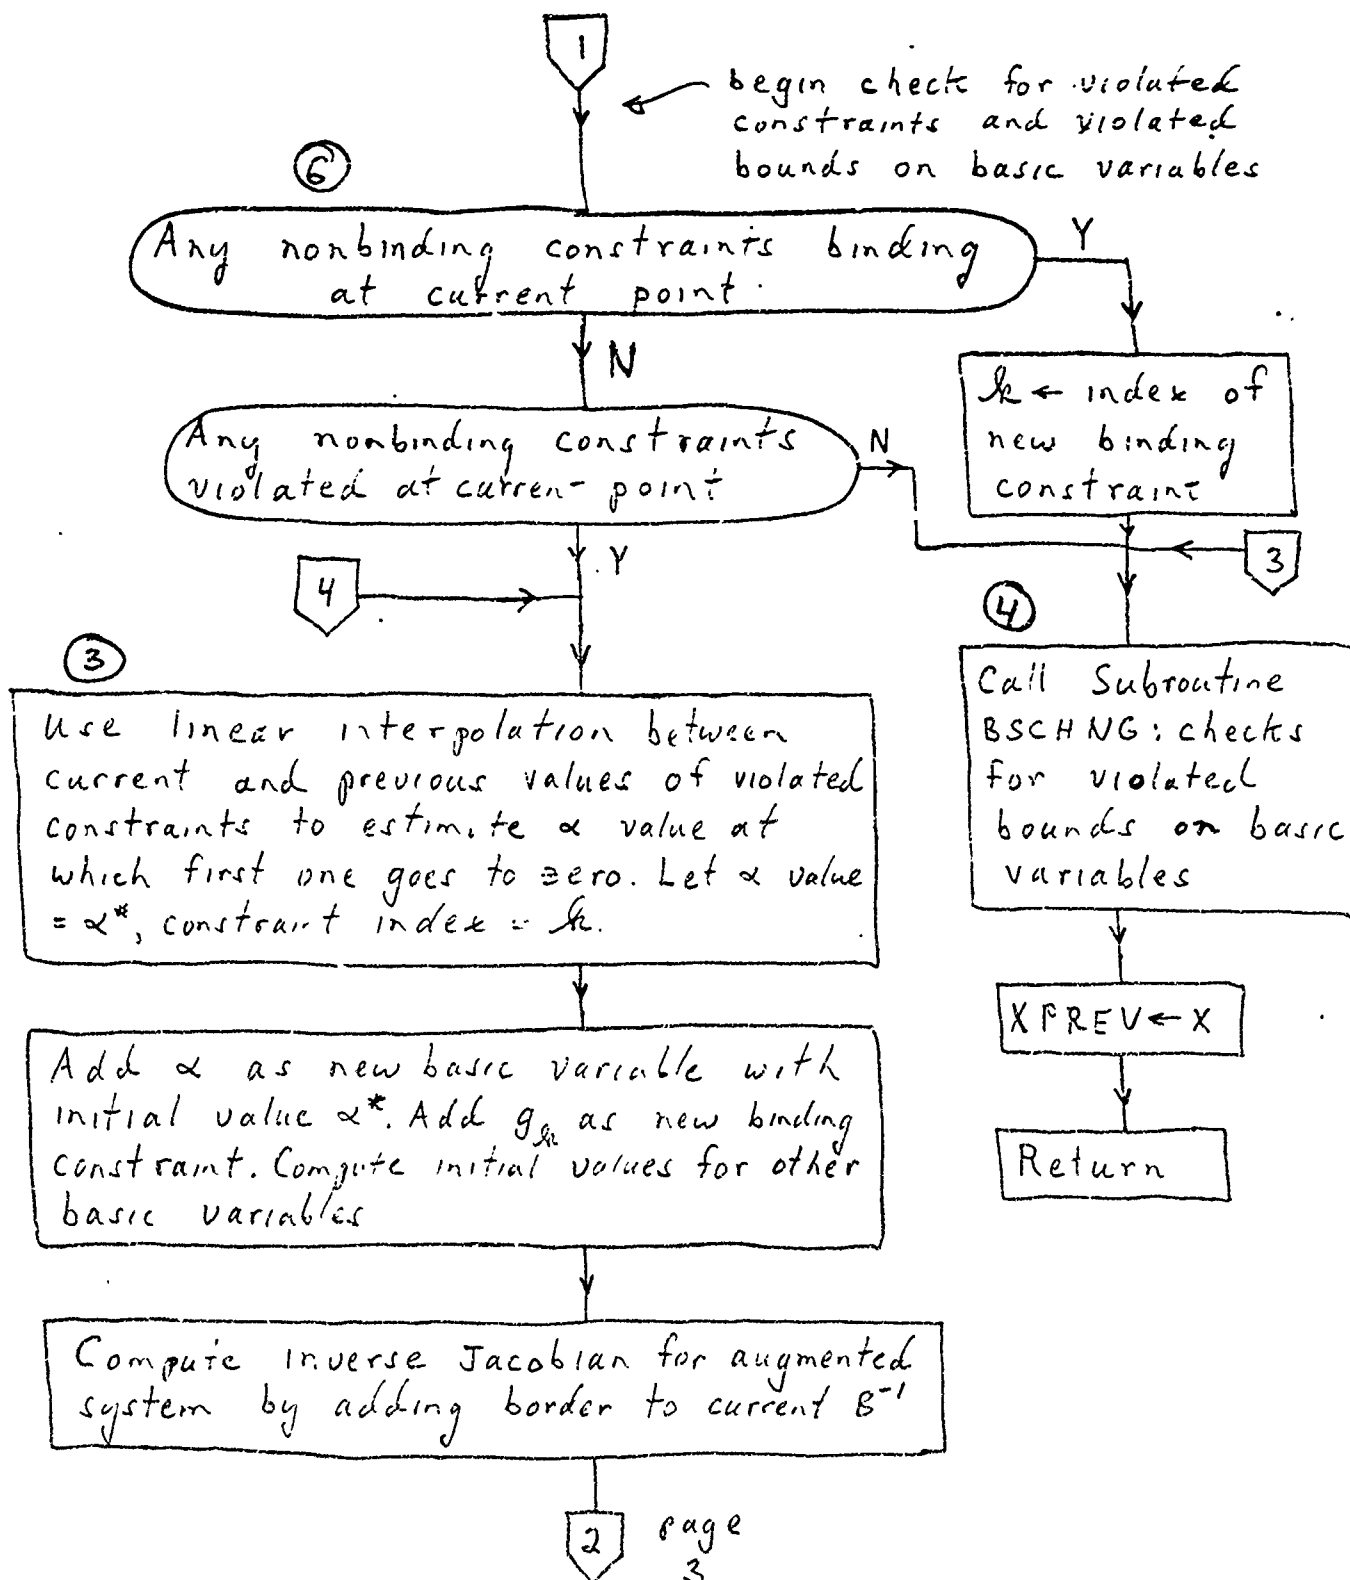 1
begin check for violated
constraints and violated
bounds on basic variables
6
Any nonbinding constraints binding
at current point.
Y
N
k ← index of
new binding
constraint
Any nonbinding constraints
violated at current point
N
Y
4
3
3
Use linear interpolation between
current and previous values of violated
constraints to estimate α value at
which first one goes to zero. Let α value
= α*, constraint index = k.
4
Call Subroutine
BSCHNG: checks
for violated
bounds on basic
variables
XPREV ← X
Return
Add α as new basic variable with
initial value α*. Add gₖ as new binding
constraint. Compute initial values for other
basic variables
Compute inverse Jacobian for augmented
system by adding border to current B⁻¹
2
page
3